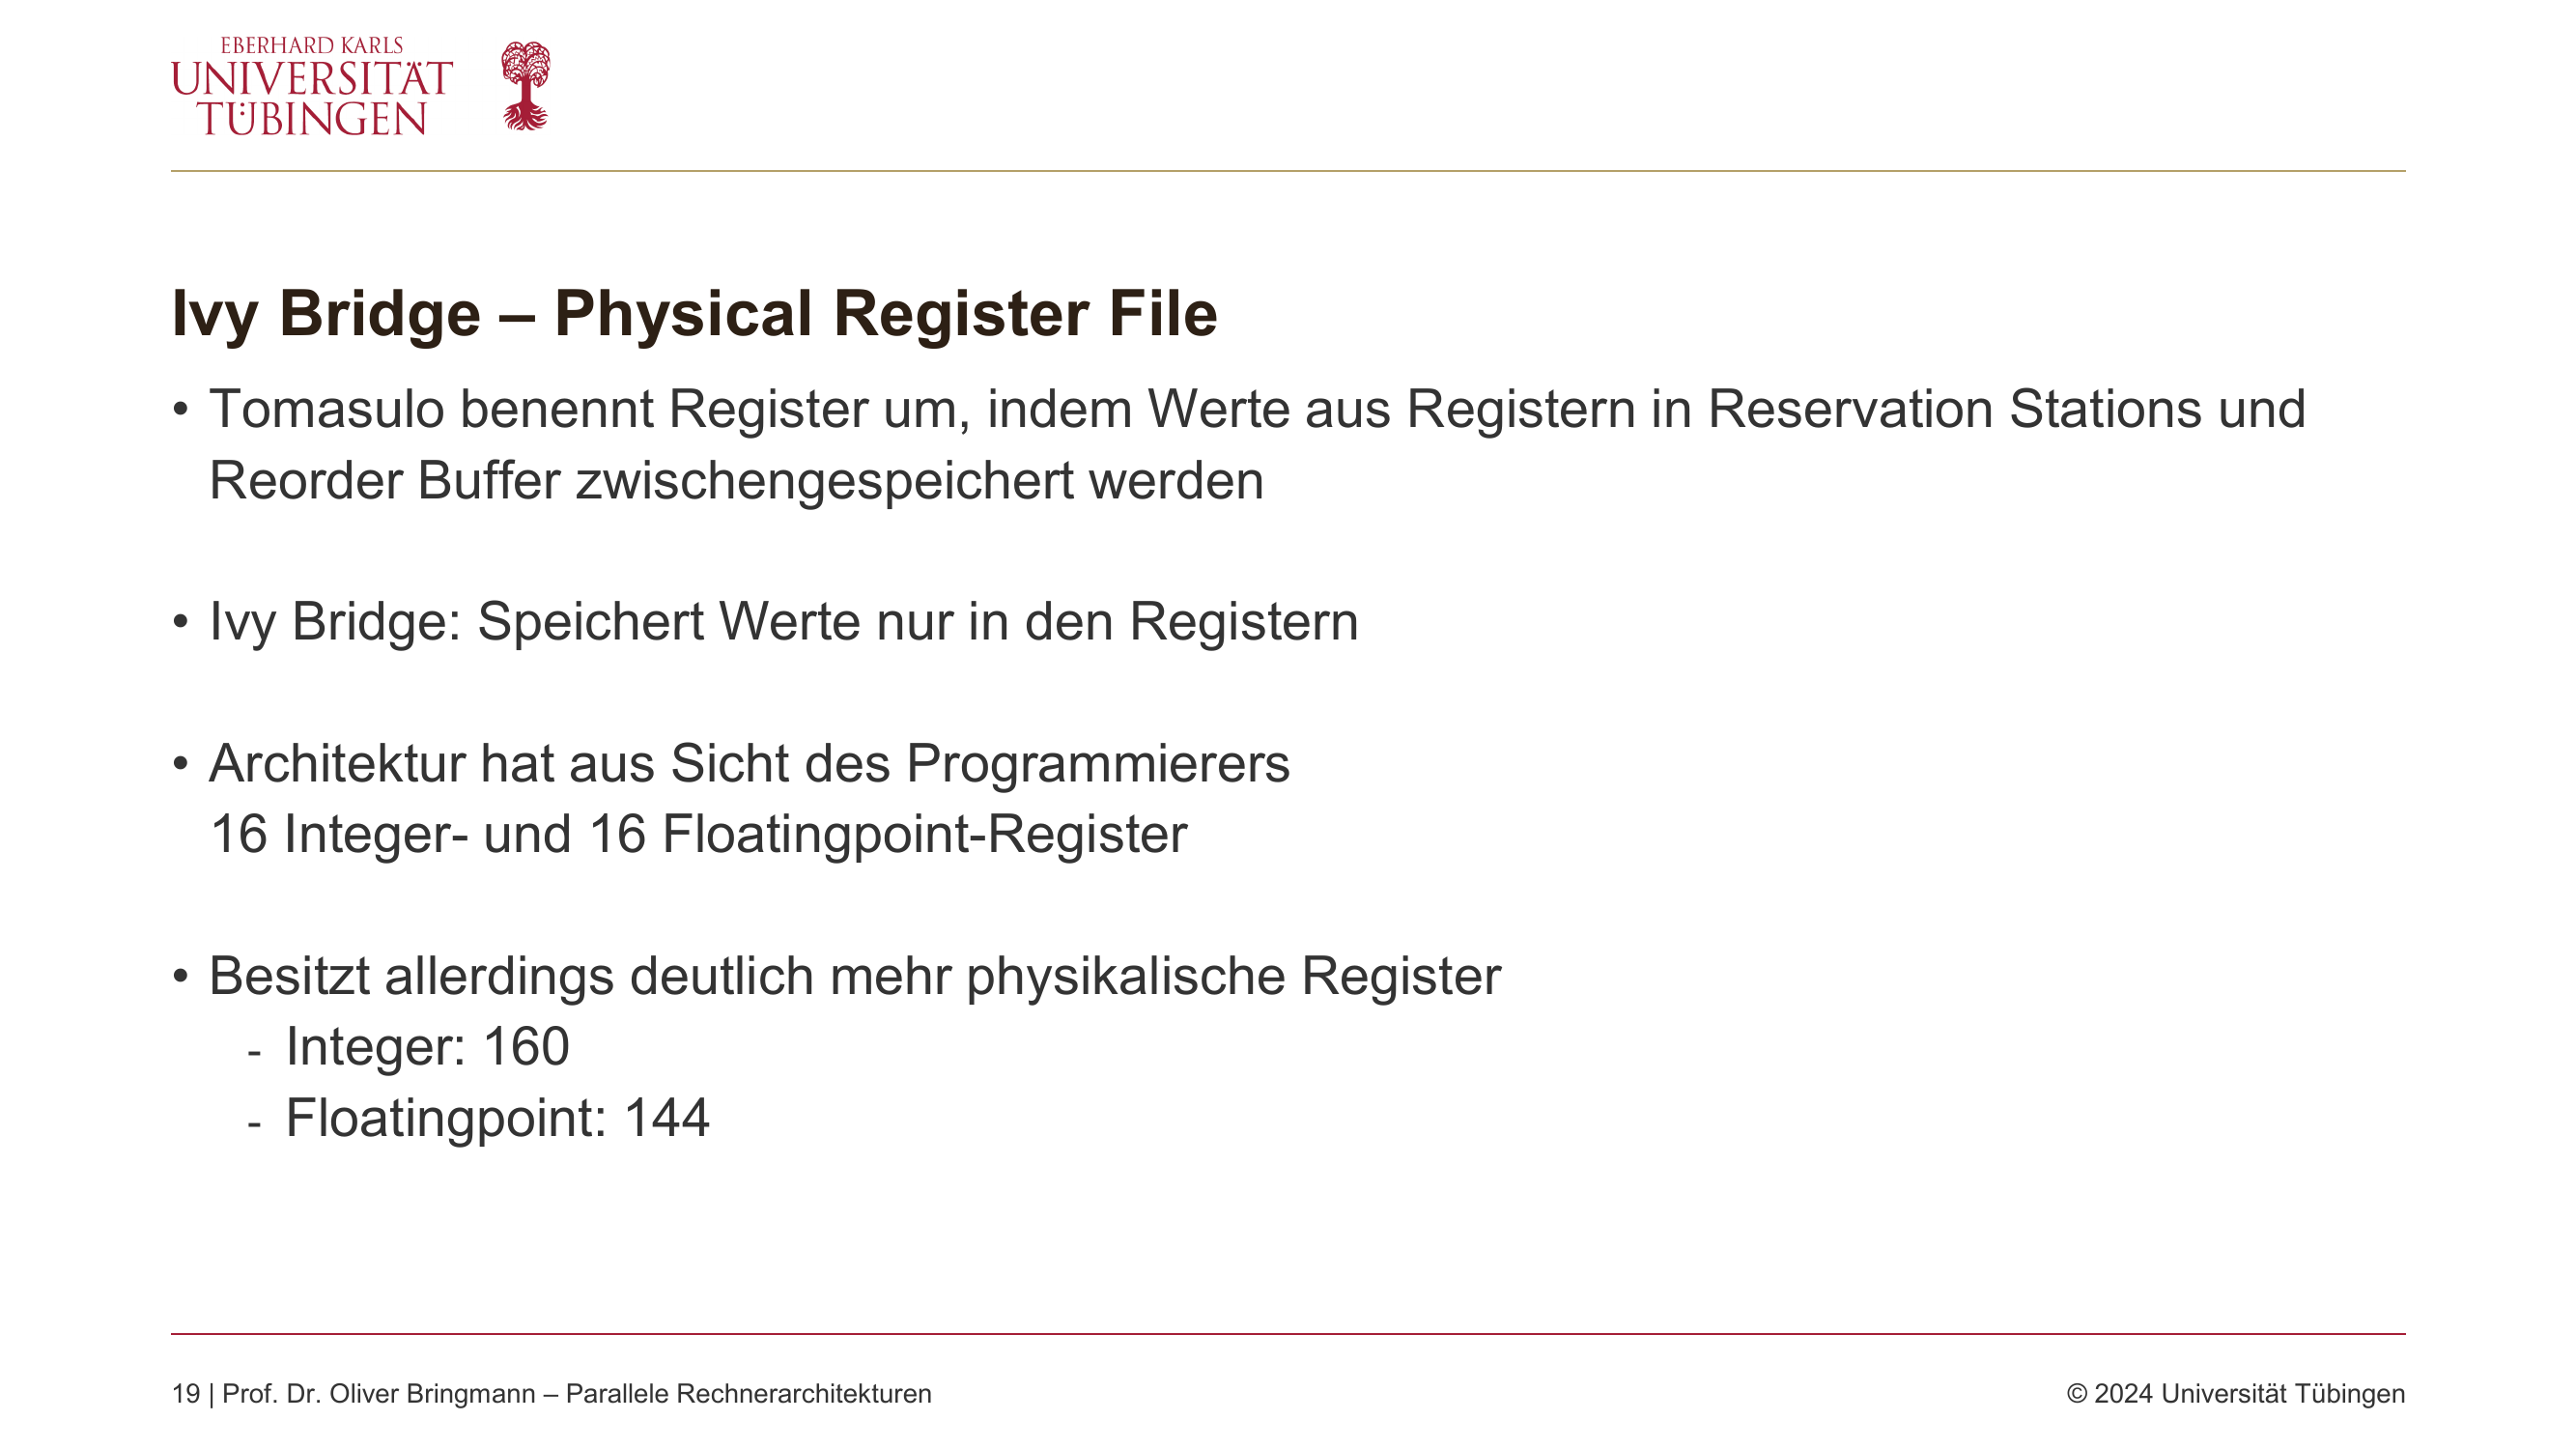 EBERHARD KARLS
UNIVERSITÄT
TÜBINGEN
Ivy Bridge – Physical Register File
• Tomasulo benennt Register um, indem Werte aus Registern in Reservation Stations und
Reorder Buffer zwischengespeichert werden
• Ivy Bridge: Speichert Werte nur in den Registern
• Architektur hat aus Sicht des Programmierers
16 Integer- und 16 Floatingpoint-Register
• Besitzt allerdings deutlich mehr physikalische Register
- Integer: 160
- Floatingpoint: 144
19 | Prof. Dr. Oliver Bringmann – Parallele Rechnerarchitekturen
© 2024 Universität Tübingen